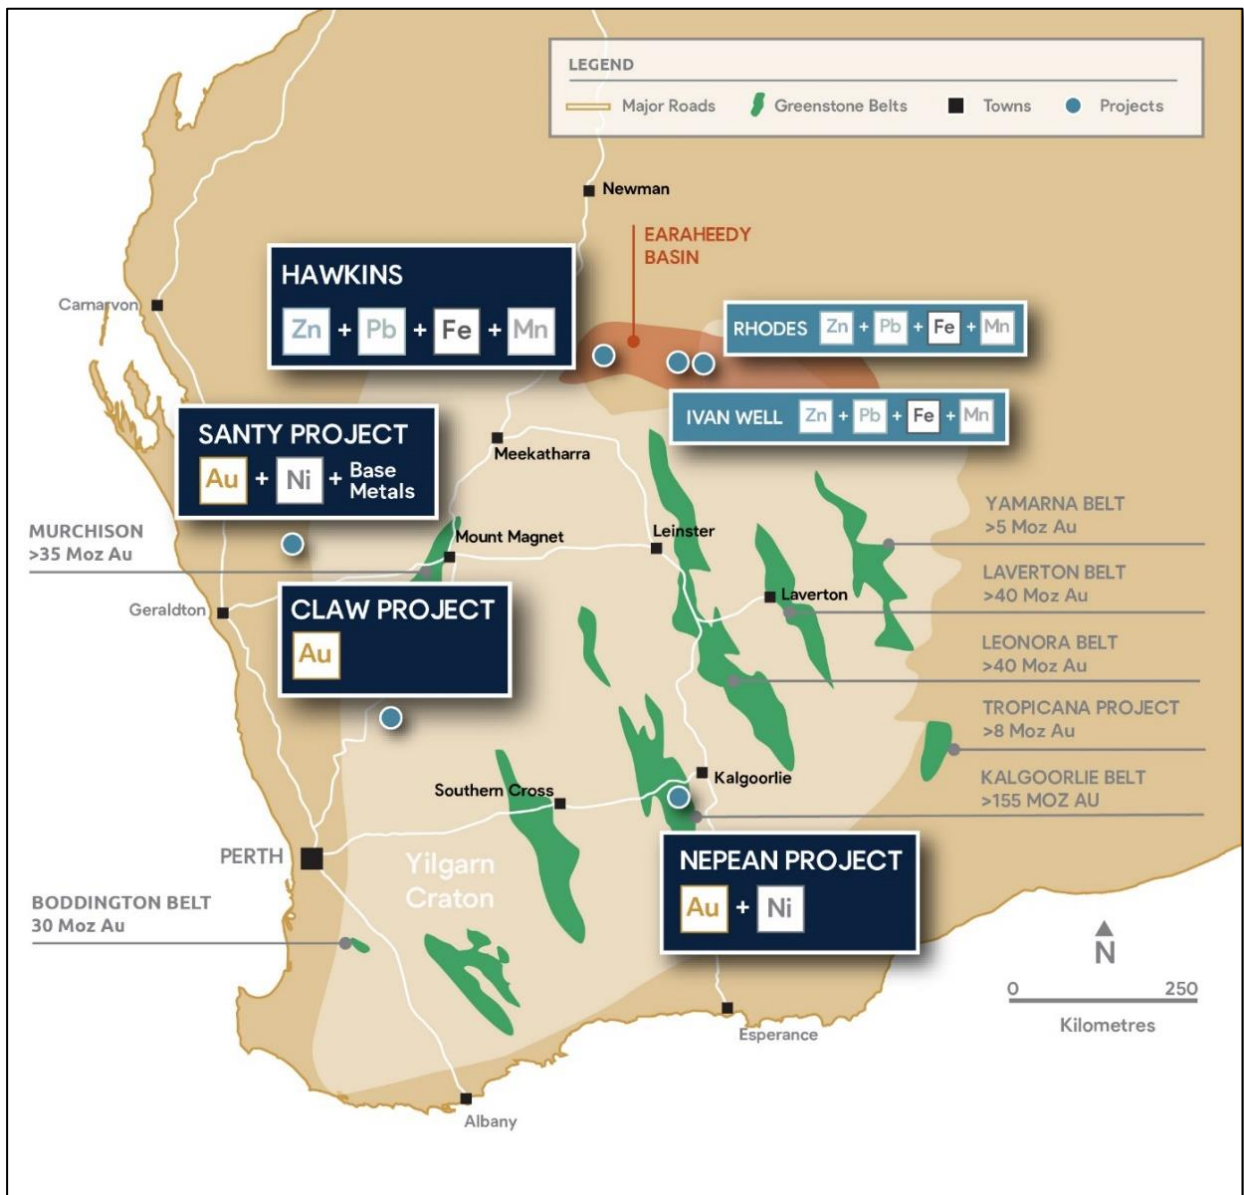 LEGEND
Major Roads
Greenstone Belts
Towns
Projects
Newman
EARAHEEDY
BASIN
HAWKINS
Zn + Pb + Fe + Mn
Carnarvon
RHODES Zn + Pb + Fe + Mn
IVAN WELL Zn + Pb + Fe + Mn
SANTY PROJECT
Au + Ni + Base
Metals
Meekatharra
MURCHISON
>35 Moz Au
Mount Magnet
Leinster
YAMARNA BELT
>5 Moz Au
LAVERTON BELT
>40 Moz Au
Geraldton
CLAW PROJECT
Au
Laverton
LEONORA BELT
>40 Moz Au
TROPICANA PROJECT
>8 Moz Au
KALGOORLIE BELT
>155 MOZ AU
Kalgoorlie
Southern Cross
PERTH
Yilgarn
Craton
NEPEAN PROJECT
Au + Ni
BODDINGTON BELT
30 Moz Au
N
0 250
Kilometres
Esperance
Albany